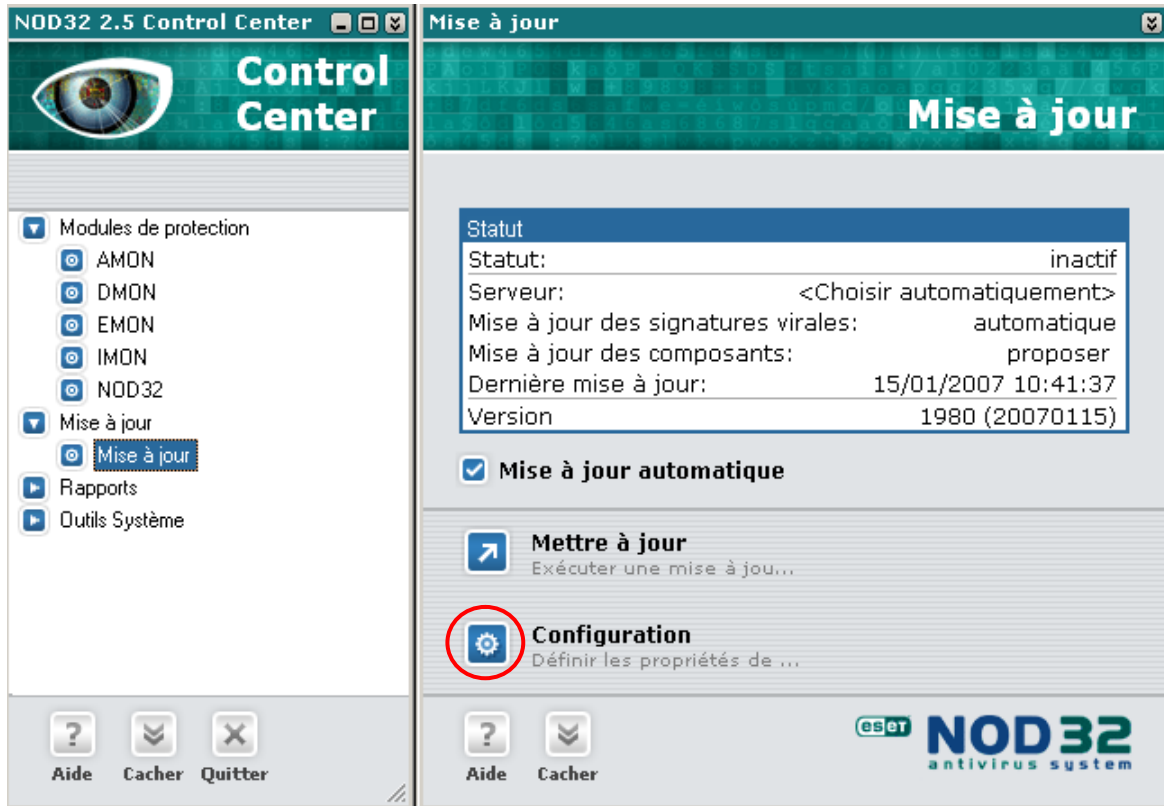 NOD32 2.5 Control Center
Control
Center
Modules de protection
AMON
DMON
EMON
IMON
NOD32
Mise à jour
Mise à jour
Rapports
Outils Système
?
Aide
Cacher
Quitter
Mise à jour
Mise à jour
Statut
Statut: inactif
Serveur: <Choisir automatiquement>
Mise à jour des signatures virales: automatique
Mise à jour des composants: proposer
Dernière mise à jour: 15/01/2007 10:41:37
Version 1980 (20070115)
Mise à jour automatique
Mettre à jour
Exécuter une mise à jou...
Configuration
Définir les propriétés de ...
?
Aide
Cacher
eset NOD32
antivirus system